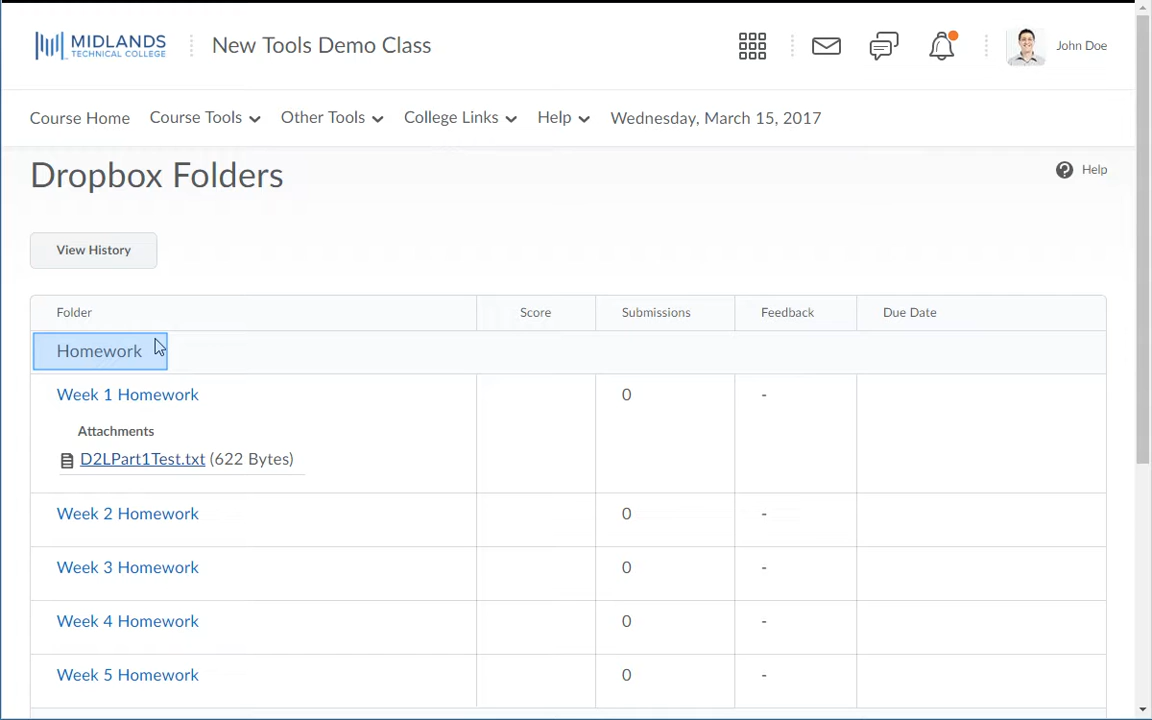 MIDLANDS
TECHNICAL COLLEGE
New Tools Demo Class
John Doe
Course Home
Course Tools
Other Tools
College Links
Help
Wednesday, March 15, 2017
Dropbox Folders
Help
View History
Folder
Score
Submissions
Feedback
Due Date
Homework
Week 1 Homework
0
-
Attachments
D2LPart1Test.txt (622 Bytes)
Week 2 Homework
0
-
Week 3 Homework
0
-
Week 4 Homework
0
-
Week 5 Homework
0
-